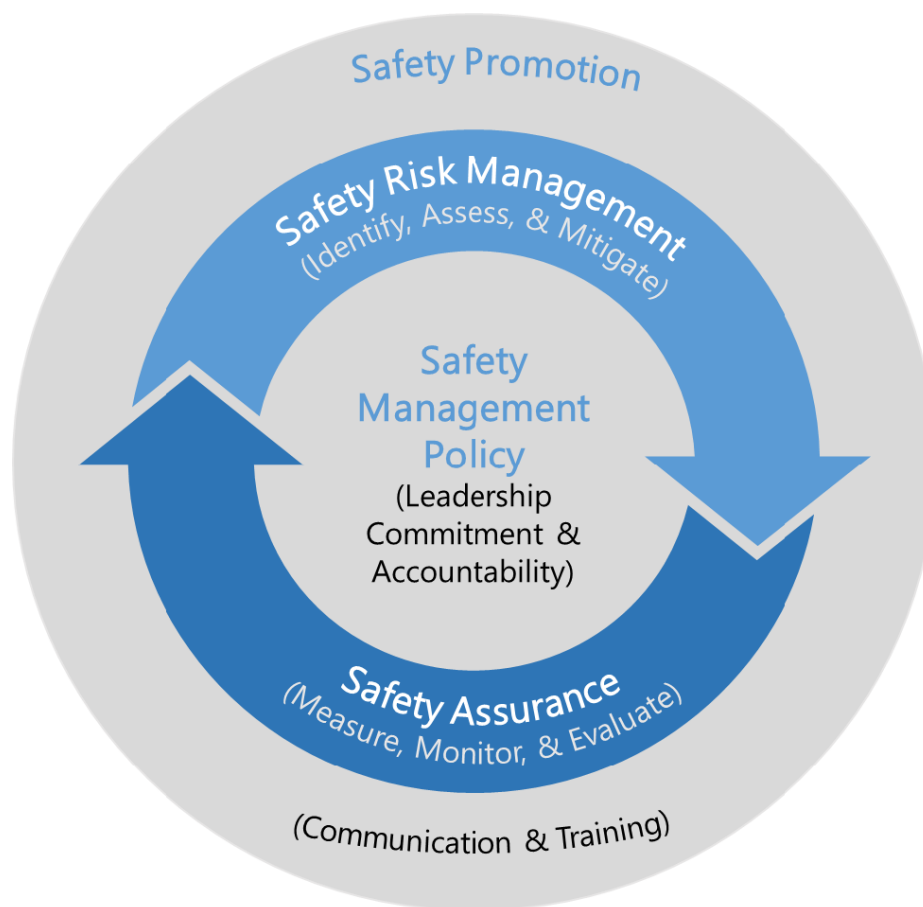 Safety Promotion
Safety Risk Management
(Identify, Assess, & Mitigate)
Safety
Management
Policy
(Leadership
Commitment &
Accountability)
Safety Assurance
(Measure, Monitor, & Evaluate)
(Communication & Training)